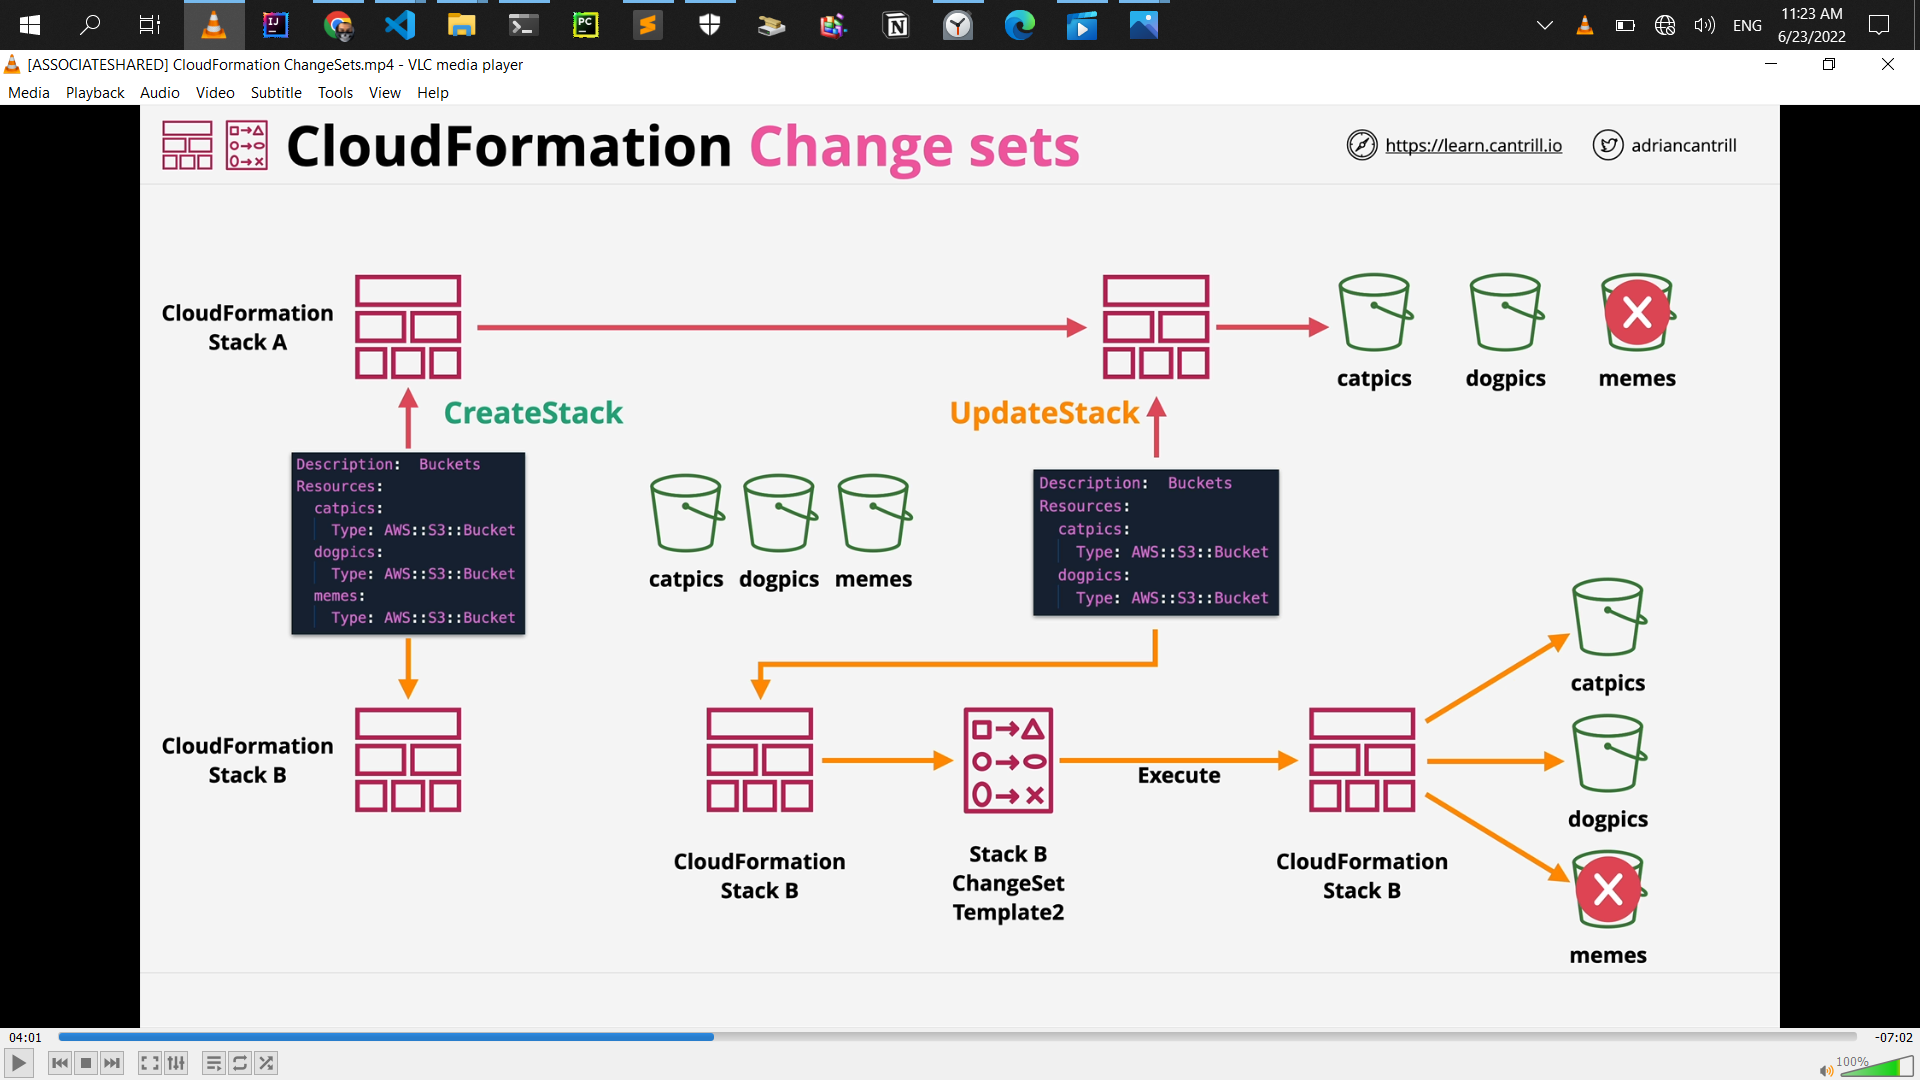 11:23 AM
ENG
6/23/2022
[ASSOCIATESHARED] CloudFormation ChangeSets.mp4 - VLC media player
Media Playback Audio Video Subtitle Tools View Help
CloudFormation Change sets
https://learn.cantrill.io
adriancantrill
CloudFormation
Stack A
catpics
dogpics
memes
CreateStack
UpdateStack
Description: Buckets
Resources:
catpics:
Type: AWS::S3::Bucket
dogpics:
Type: AWS::S3::Bucket
memes:
Type: AWS::S3::Bucket
catpics
dogpics
memes
Description: Buckets
Resources:
catpics:
Type: AWS::S3::Bucket
dogpics:
Type: AWS::S3::Bucket
CloudFormation
Stack B
CloudFormation
Stack B
Stack B
ChangeSet
Template2
Execute
CloudFormation
Stack B
catpics
dogpics
memes
04:01
-07:02
100%